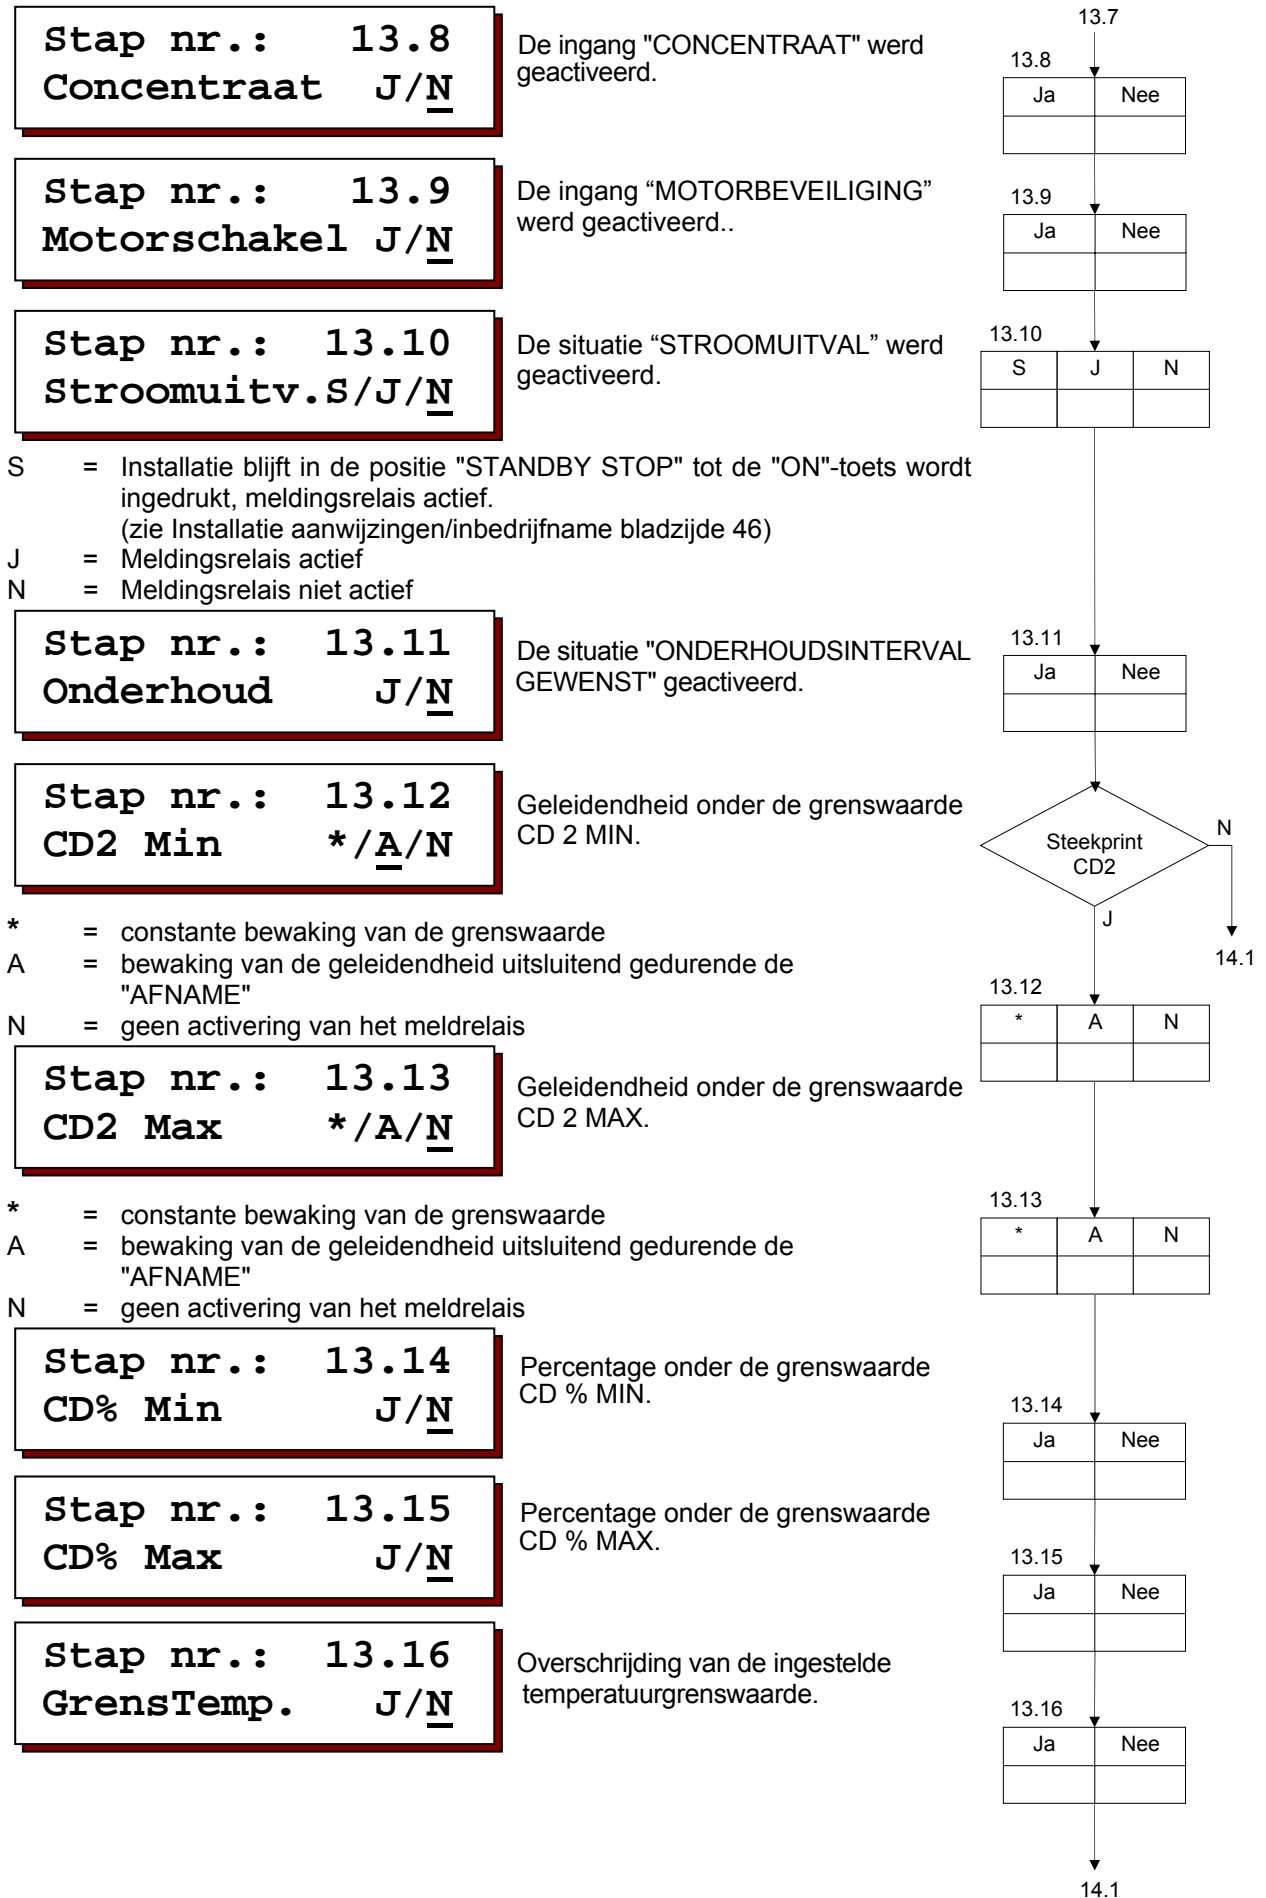 Stap nr.: 13.8
Concentraat J/N
De ingang "CONCENTRAAT" werd
geactiveerd.
Stap nr.: 13.9
Motorschakel J/N
De ingang “MOTORBEVEILIGING”
werd geactiveerd..
Stap nr.: 13.10
Stroomuitv.S/J/N
De situatie “STROOMUITVAL” werd
geactiveerd.
S = Installatie blijft in de positie "STANDBY STOP" tot de "ON"-toets wordt
ingedrukt, meldingsrelais actief.
(zie Installatie aanwijzingen/inbedrijfname bladzijde 46)
J = Meldingsrelais actief
N = Meldingsrelais niet actief
Stap nr.: 13.11
Onderhoud J/N
De situatie "ONDERHOUDSINTERVAL
GEWENST" geactiveerd.
Stap nr.: 13.12
CD2 Min */A/N
Geleidendheid onder de grenswaarde
CD 2 MIN.
* = constante bewaking van de grenswaarde
A = bewaking van de geleidendheid uitsluitend gedurende de
"AFNAME"
N = geen activering van het meldrelais
Stap nr.: 13.13
CD2 Max */A/N
Geleidendheid onder de grenswaarde
CD 2 MAX.
* = constante bewaking van de grenswaarde
A = bewaking van de geleidendheid uitsluitend gedurende de
"AFNAME"
N = geen activering van het meldrelais
Stap nr.: 13.14
CD% Min J/N
Percentage onder de grenswaarde
CD % MIN.
Stap nr.: 13.15
CD% Max J/N
Percentage onder de grenswaarde
CD % MAX.
Stap nr.: 13.16
GrensTemp. J/N
Overschrijding van de ingestelde
temperatuurgrenswaarde.
13.7
13.8
Ja Nee
13.9
Ja Nee
13.10
S J N
13.11
Ja Nee
Steekprint
CD2
N
J
14.1
13.12
* A N
13.13
* A N
13.14
Ja Nee
13.15
Ja Nee
13.16
Ja Nee
14.1